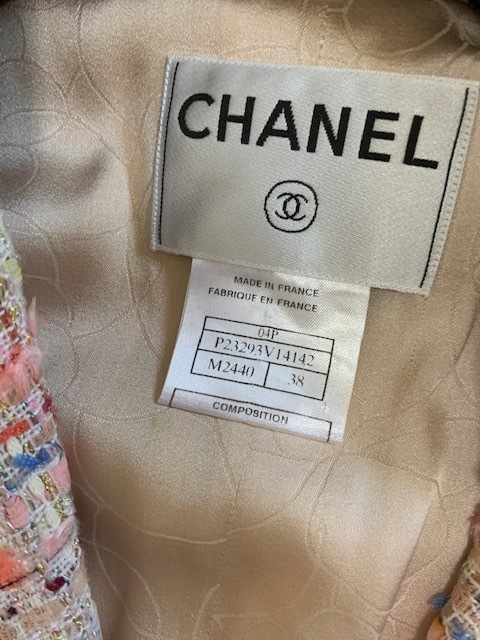 CHANEL
MADE IN FRANCE
FABRIQUE EN FRANCE
04P
P23293V14142
M2440 38
COMPOSITION